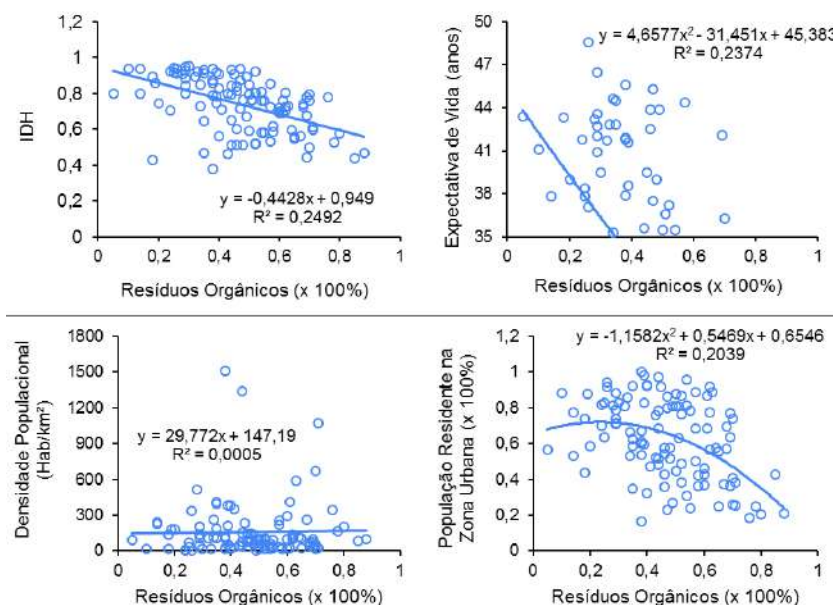 1,2
1
0,8
0,6
0,4
0,2
0
IDH
y = -0,4428x + 0,949
R² = 0,2492
0 0,2 0,4 0,6 0,8 1
Resíduos Orgânicos (x 100%)
50
47
44
41
38
35
Expectativa de Vida (anos)
y = 4,6577x² - 31,451x + 45,383
R² = 0,2374
0 0,2 0,4 0,6 0,8 1
Resíduos Orgânicos (x 100%)
1800
1500
1200
900
600
300
0
Densidade Populacional
(Hab/km²)
y = 29,772x + 147,19
R² = 0,0005
0 0,2 0,4 0,6 0,8 1
Resíduos Orgânicos (x 100%)
1,2
1
0,8
0,6
0,4
0,2
0
População Residente na
Zona Urbana (x 100%)
y = -1,1582x² + 0,5469x + 0,6546
R² = 0,2039
0 0,2 0,4 0,6 0,8 1
Resíduos Orgânicos (x 100%)